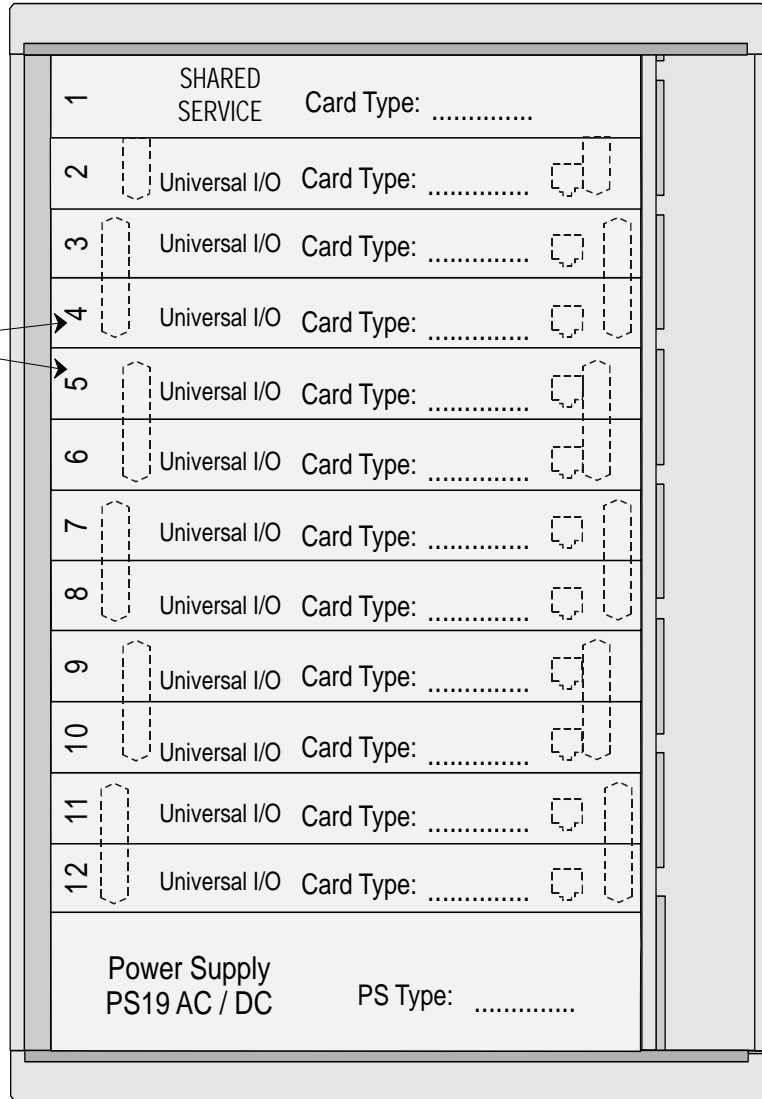 1 SHARED
SERVICE Card Type: ..............
2 Universal I/O Card Type: ..............
3 Universal I/O Card Type: ..............
4 Universal I/O Card Type: ..............
5 Universal I/O Card Type: ..............
6 Universal I/O Card Type: ..............
7 Universal I/O Card Type: ..............
8 Universal I/O Card Type: ..............
9 Universal I/O Card Type: ..............
10 Universal I/O Card Type: ..............
11 Universal I/O Card Type: ..............
12 Universal I/O Card Type: ..............
Power Supply
PS19 AC / DC PS Type: ..............